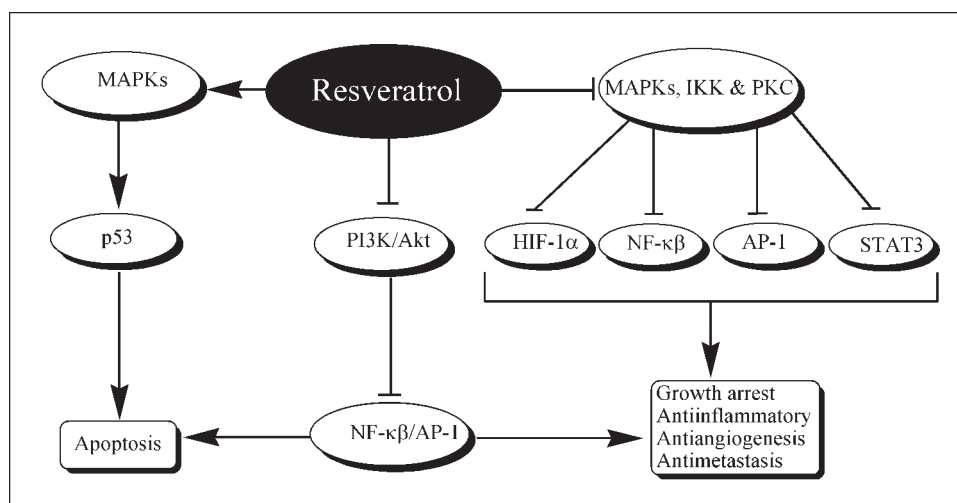 MAPKs
Resveratrol
MAPKs, IKK & PKC
p53
PI3K/Akt
HIF-1α
NF-κβ
AP-1
STAT3
Apoptosis
NF-κβ/AP-1
Growth arrest
Antiinflammatory
Antiangiogenesis
Antimetastasis